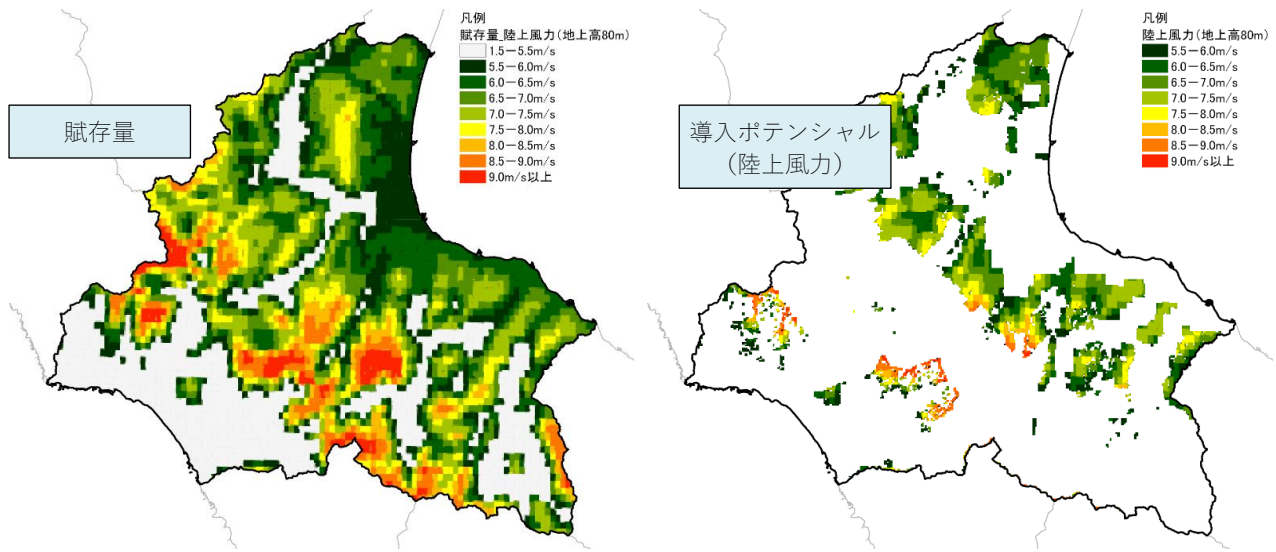 凡例
賦存量_陸上風力(地上高80m)
1.5－5.5m/s
5.5－6.0m/s
6.0－6.5m/s
6.5－7.0m/s
7.0－7.5m/s
7.5－8.0m/s
8.0－8.5m/s
8.5－9.0m/s
9.0m/s以上
賦存量
凡例
陸上風力(地上高80m)
5.5－6.0m/s
6.0－6.5m/s
6.5－7.0m/s
7.0－7.5m/s
7.5－8.0m/s
8.0－8.5m/s
8.5－9.0m/s
9.0m/s以上
導入ポテンシャル
（陸上風力）